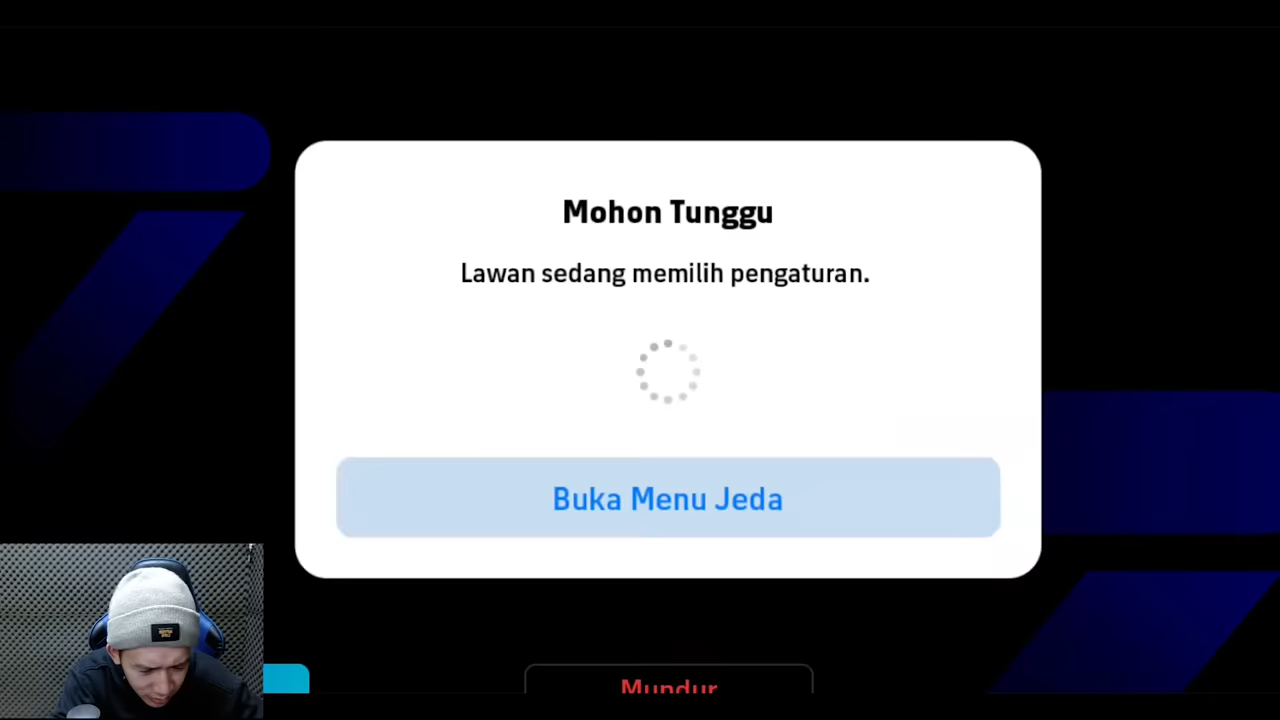 Mohon Tunggu
Lawan sedang memilih pengaturan.
Buka Menu Jeda
Mundur